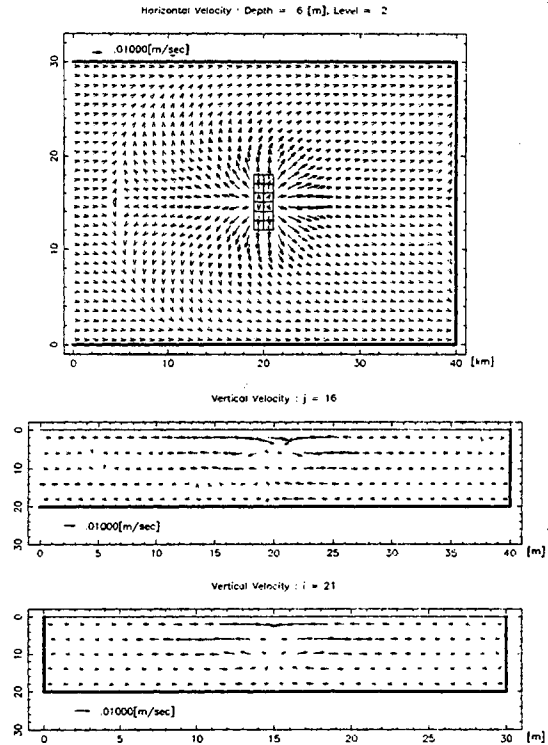 Horizontal Velocity : Depth = 6 [m], Level = 2
.01000[m/sec]
30
20
10
0
0 10 20 30 40 [km]
Vertical Velocity : j = 16
0
10
20
30
.01000[m/sec]
0 5 10 15 20 25 30 35 40 [m]
Vertical Velocity : i = 21
0
10
20
30
.01000[m/sec]
0 5 10 15 20 25 30 [m]